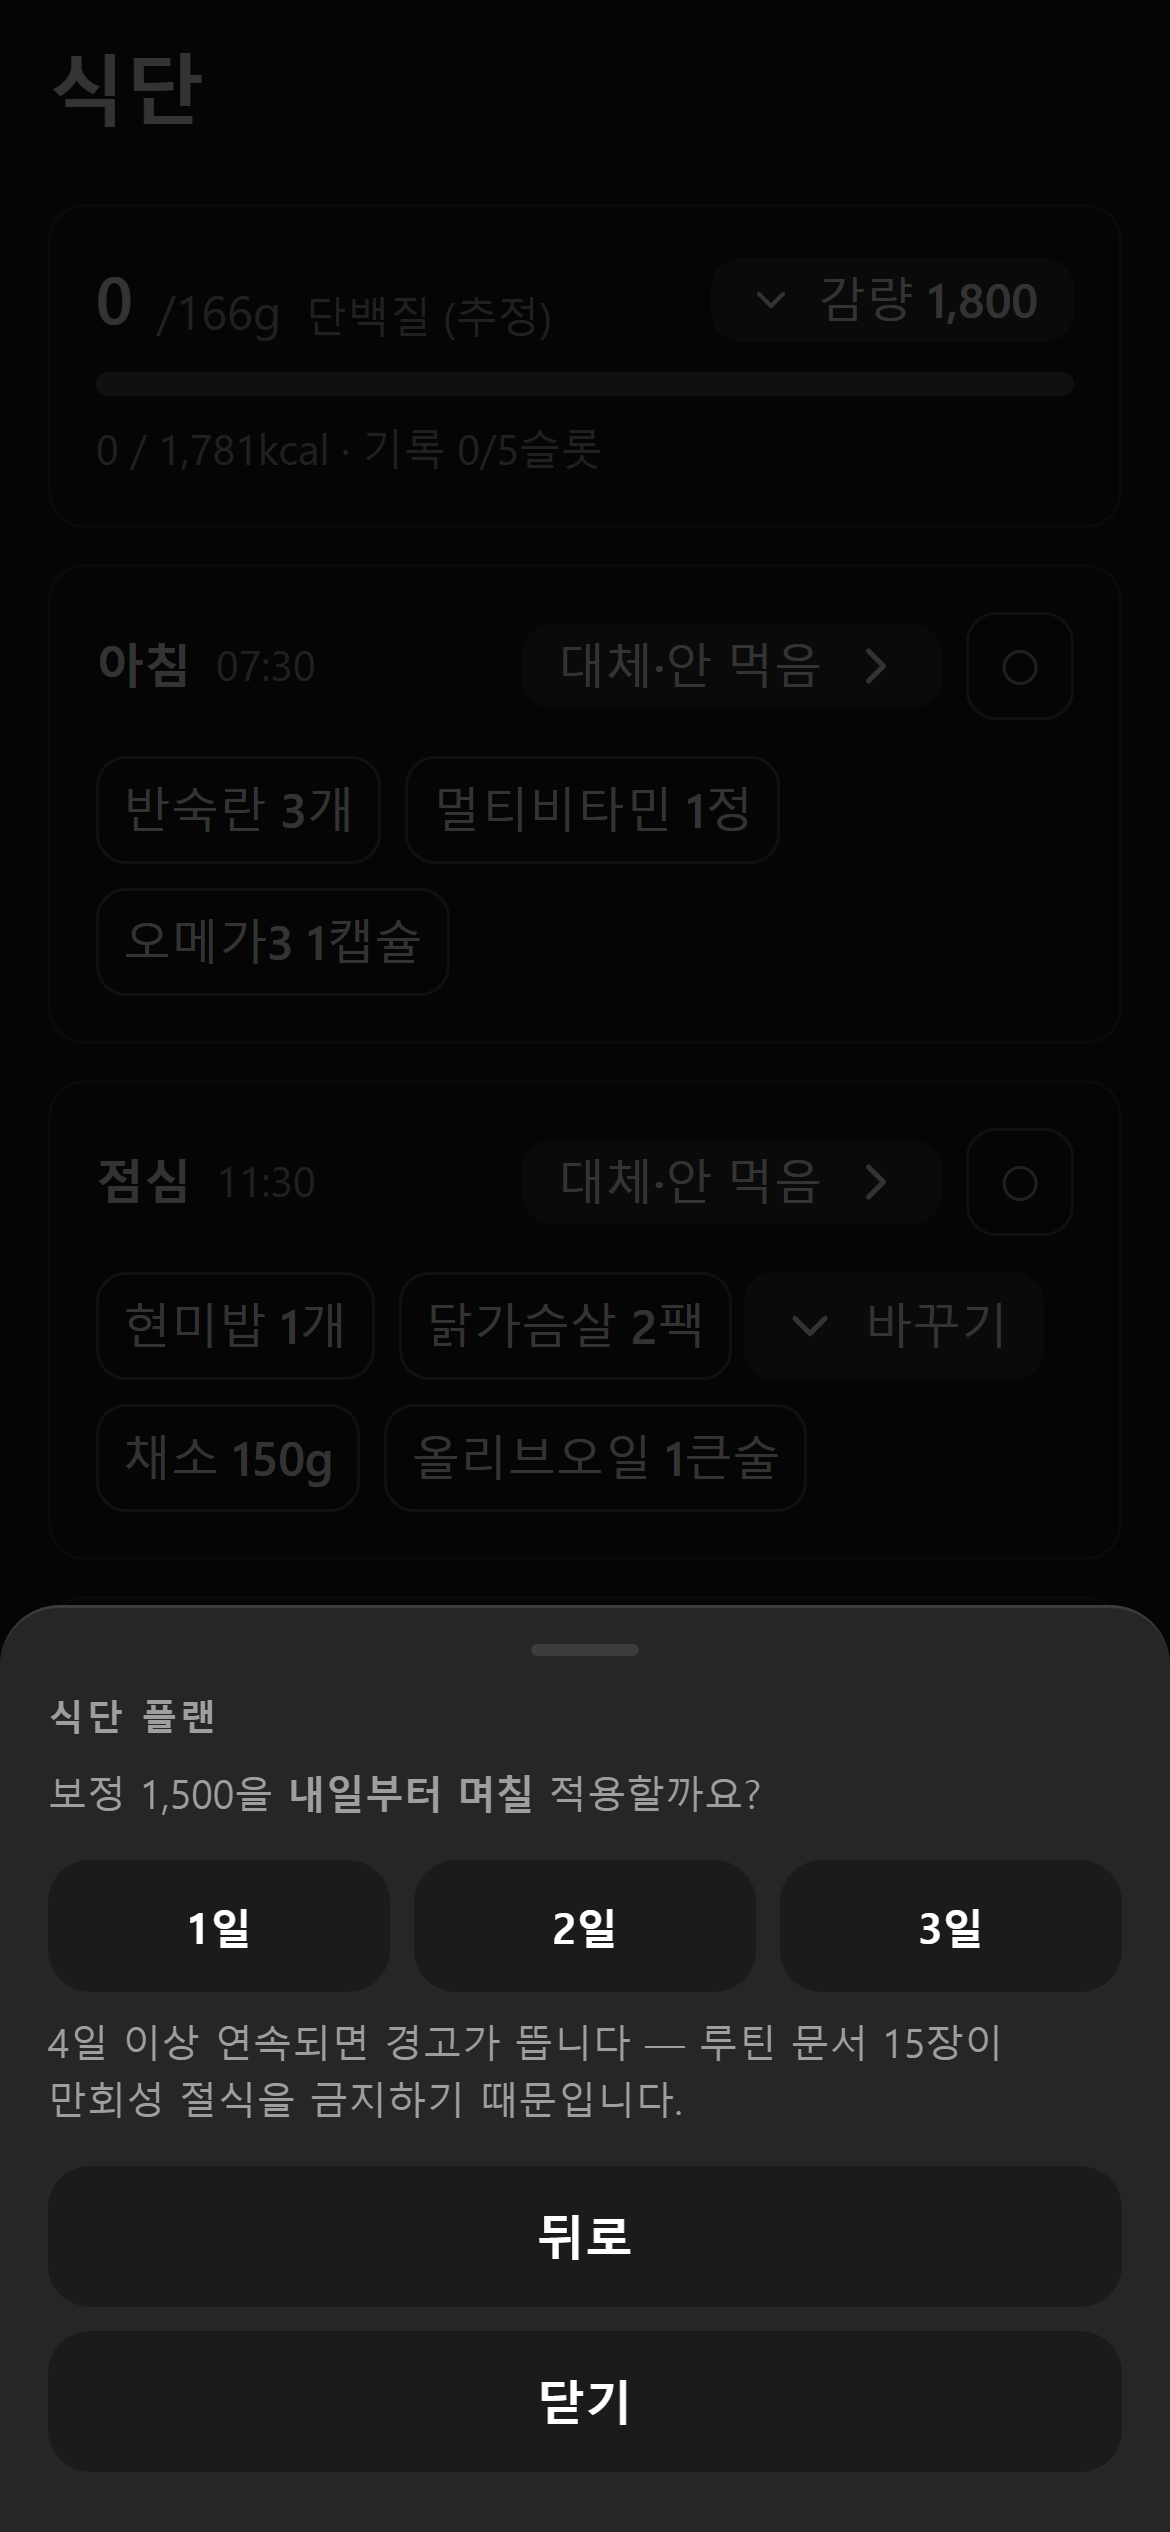 식단
0 /166g 단백질 (추정) 감량 1,800
0 / 1,781kcal · 기록 0/5슬롯
아침 07:30 대체·안 먹음
반숙란 3개 멀티비타민 1정
오메가3 1캡슐
점심 11:30 대체·안 먹음
현미밥 1개 닭가슴살 2팩 바꾸기
채소 150g 올리브오일 1큰술
식단 플랜
보정 1,500을 내일부터 며칠 적용할까요?
1일 2일 3일
4일 이상 연속되면 경고가 뜹니다 — 루틴 문서 15장이
만회성 절식을 금지하기 때문입니다.
뒤로
닫기